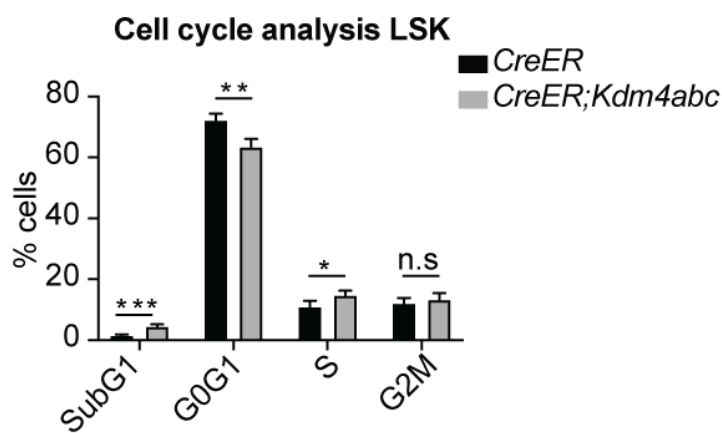 Cell cycle analysis LSK
CreER
CreER;Kdm4abc
% cells
80
60
40
20
0
***
**
*
n.s
SubG1
G0G1
S
G2M